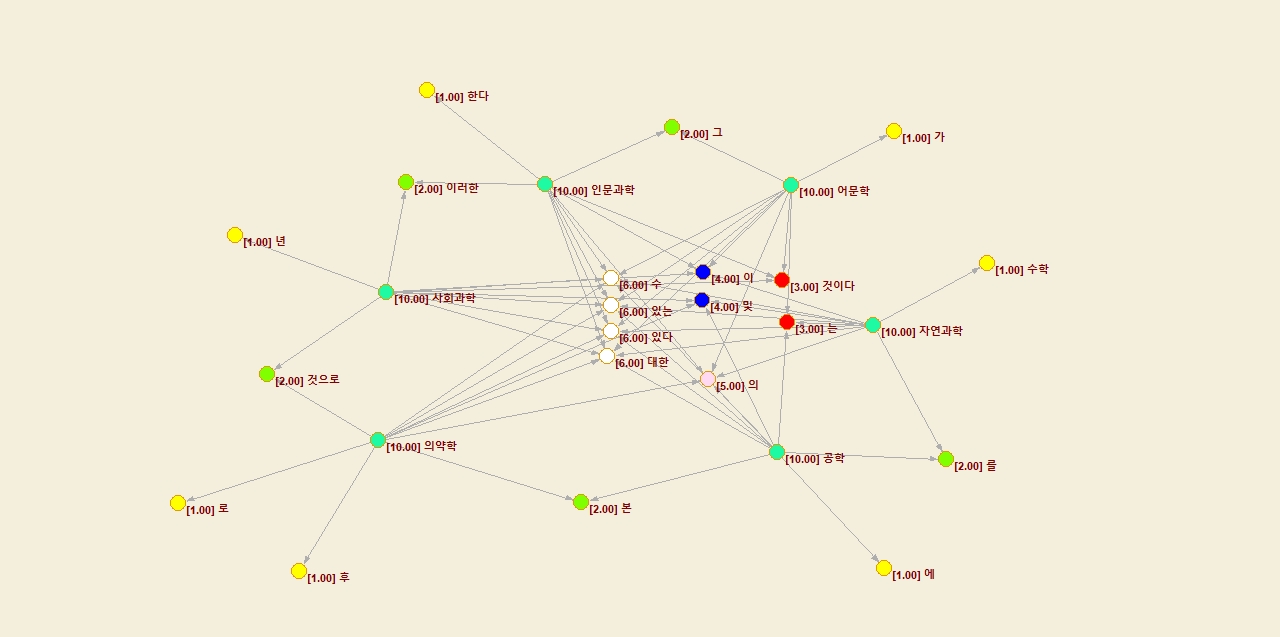 [1.00] 한다
[2.00] 그
[1.00] 가
[2.00] 이러한
[10.00] 인문과학
[10.00] 어문학
[1.00] 년
[1.00] 수학
[6.00] 수
[4.00] 이
[3.00] 것이다
[10.00] 사회과학
[6.00] 있는
[4.00] 및
[3.00] 는
[10.00] 자연과학
[6.00] 있다
[6.00] 대한
[2.00] 것으로
[5.00] 의
[10.00] 의약학
[10.00] 공학
[2.00] 를
[1.00] 로
[2.00] 본
[1.00] 후
[1.00] 에